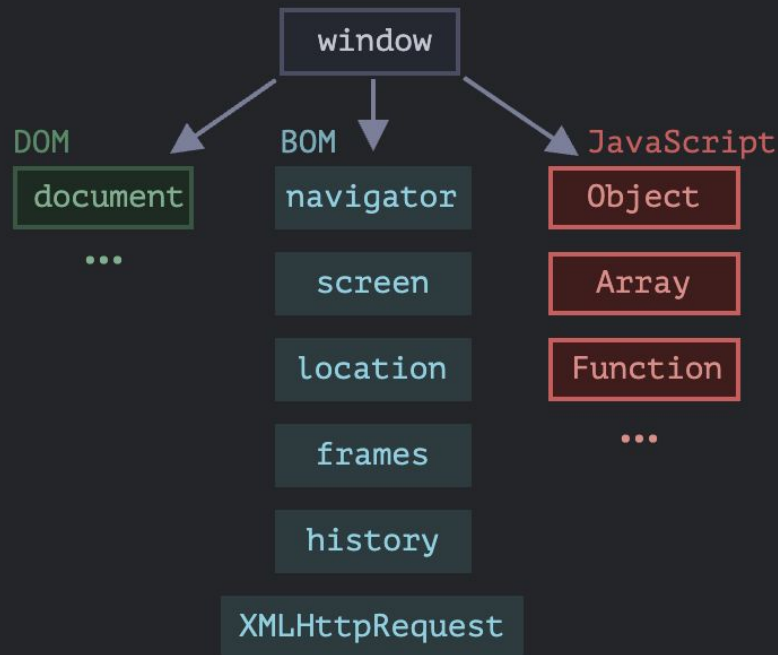 window
DOM
document
...
BOM
navigator
screen
location
frames
history
XMLHttpRequest
JavaScript
Object
Array
Function
...